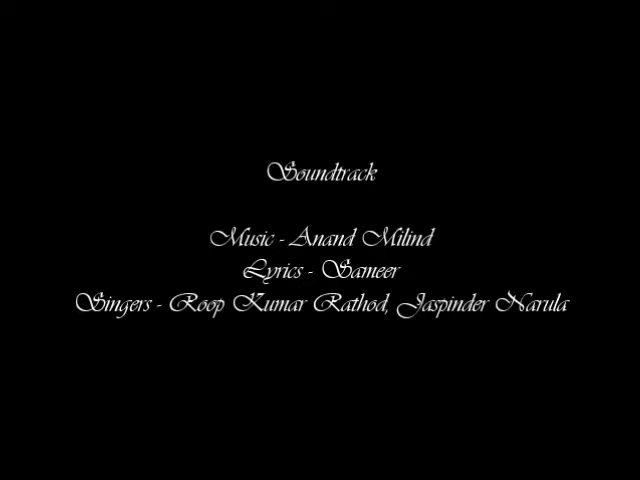 Soundtrack
Music - Anand Milind
Lyrics - Sameer
Singers - Roop Kumar Rathod, Jaspinder Narula